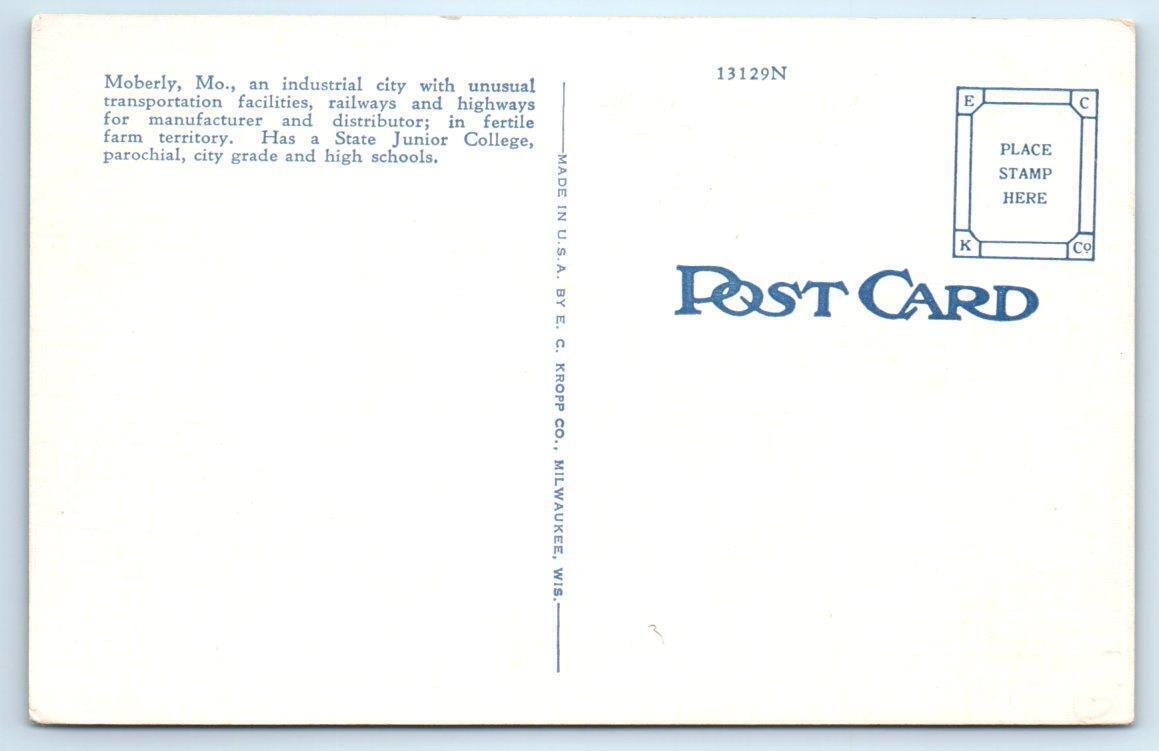 Moberly, Mo., an industrial city with unusual
transportation facilities, railways and highways
for manufacturer and distributor; in fertile
farm territory. Has a State Junior College,
parochial, city grade and high schools.
MADE IN U.S.A. BY E. C. KROPP CO., MILWAUKEE, WIS.
13129N
E C
PLACE
STAMP
HERE
K Cº
POST CARD